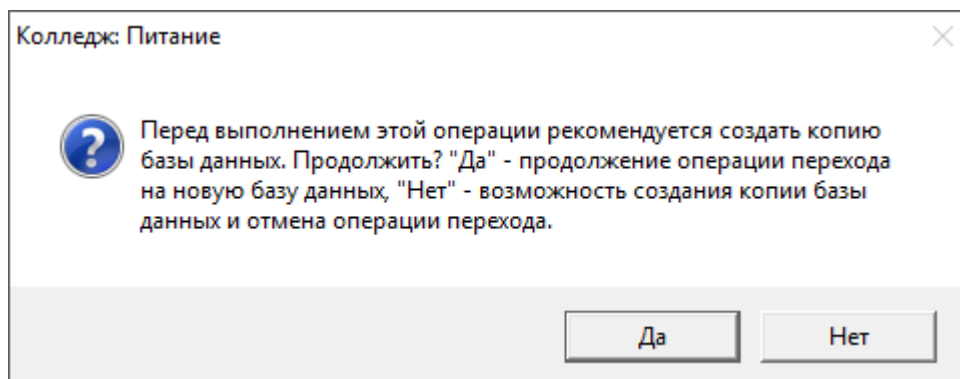 Колледж: Питание
Перед выполнением этой операции рекомендуется создать копию
базы данных. Продолжить? "Да" - продолжение операции перехода
на новую базу данных, "Нет" - возможность создания копии базы
данных и отмена операции перехода.
Да
Нет